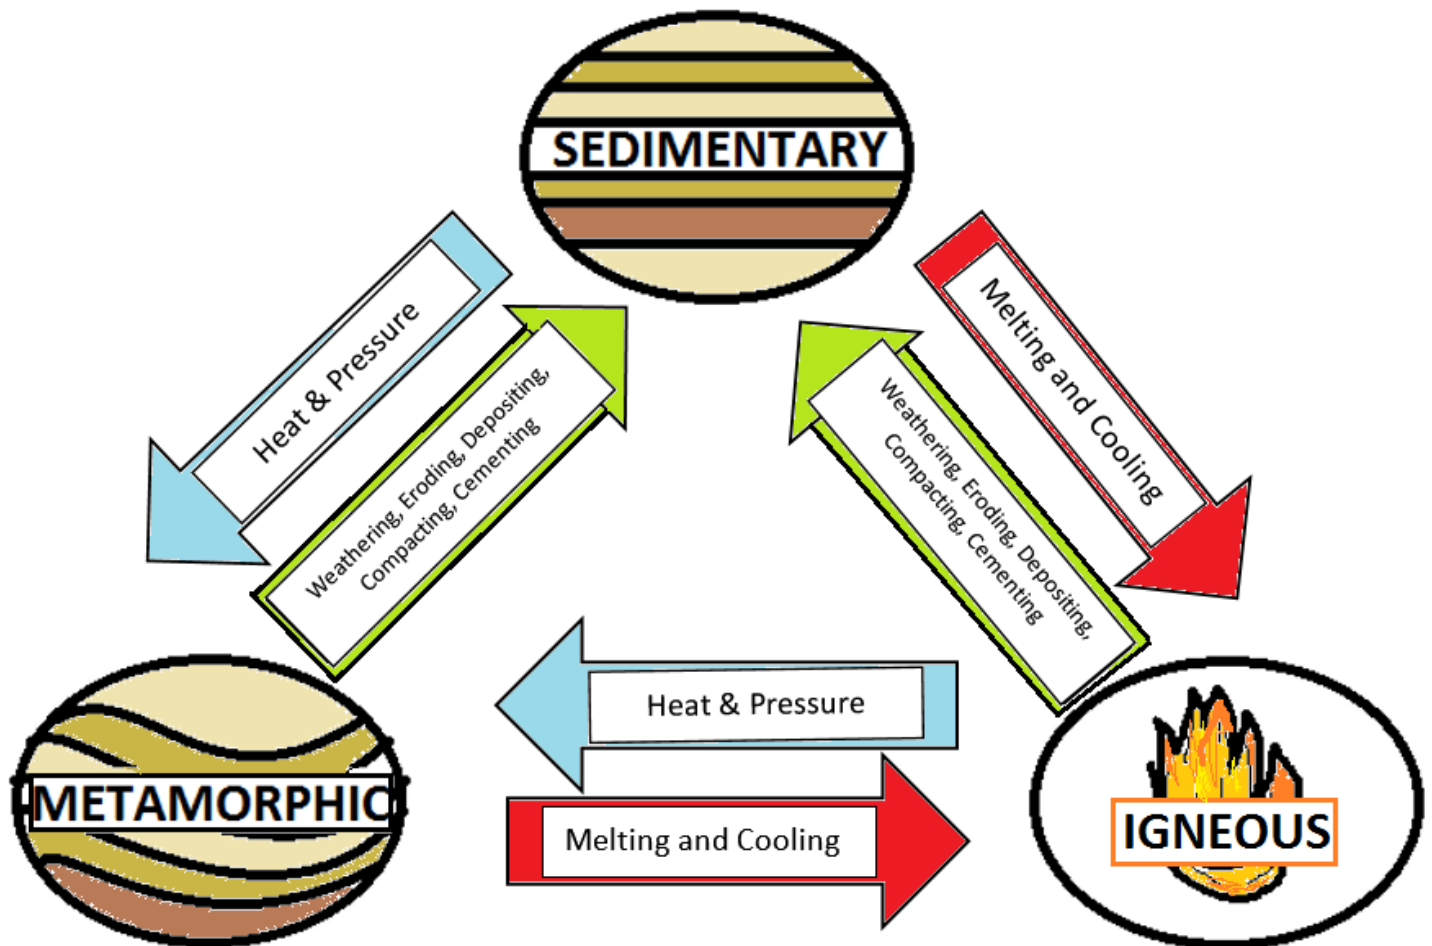 SEDIMENTARY
Heat & Pressure
Weathering, Eroding, Depositing,
Compacting, Cementing
Melting and Cooling
Weathering, Eroding, Depositing,
Compacting, Cementing
Heat & Pressure
Melting and Cooling
METAMORPHIC
IGNEOUS